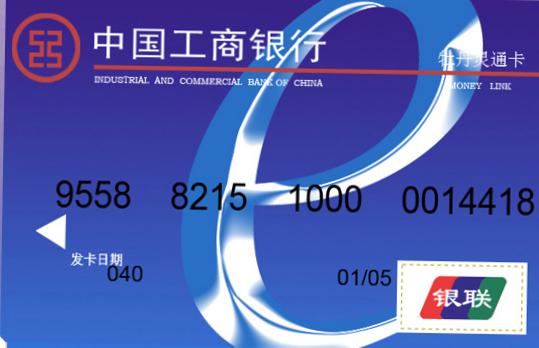 中国工商银行
INDUSTRIAL AND COMMERCIAL BANK OF CHINA
牡丹灵通卡
MONEY LINK
9558 8215 1000 0014418
发卡日期
040 01/05
银联